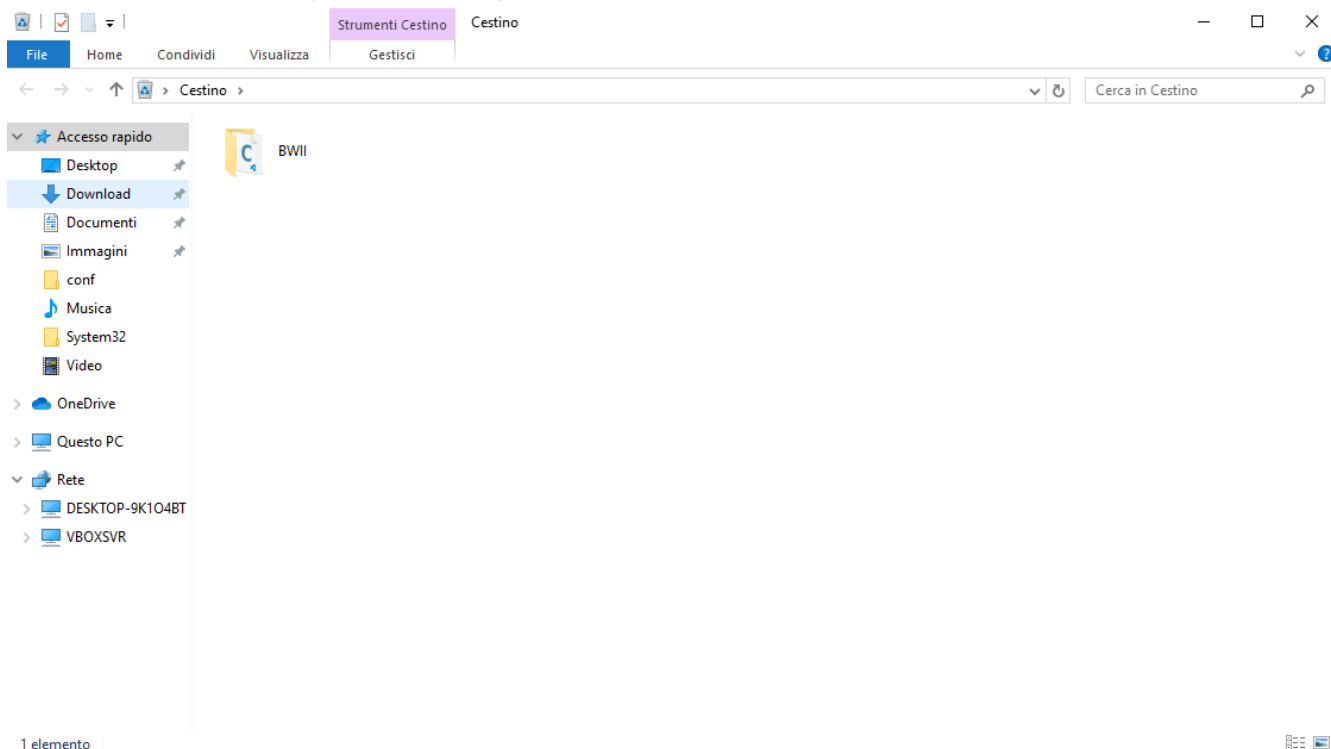 Strumenti Cestino Cestino
File Home Condividi Visualizza Gestisci
Cestino
Cerca in Cestino
Accesso rapido
BWII
Desktop
Download
Documenti
Immagini
conf
Musica
System32
Video
OneDrive
Questo PC
Rete
DESKTOP-9K1O4BT
VBOXSVR
1 elemento